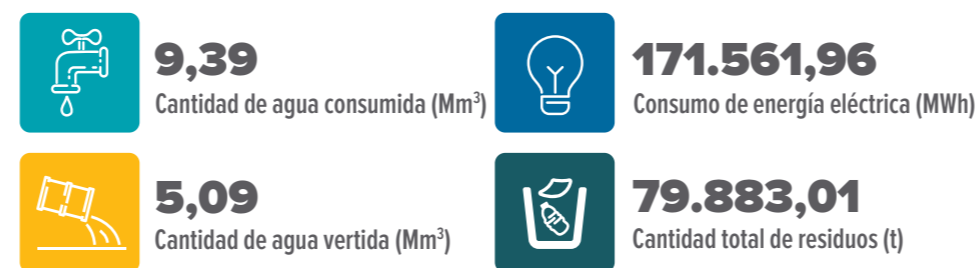 9,39
Cantidad de agua consumida (Mm³)
171.561,96
Consumo de energía eléctrica (MWh)
5,09
Cantidad de agua vertida (Mm³)
79.883,01
Cantidad total de residuos (t)